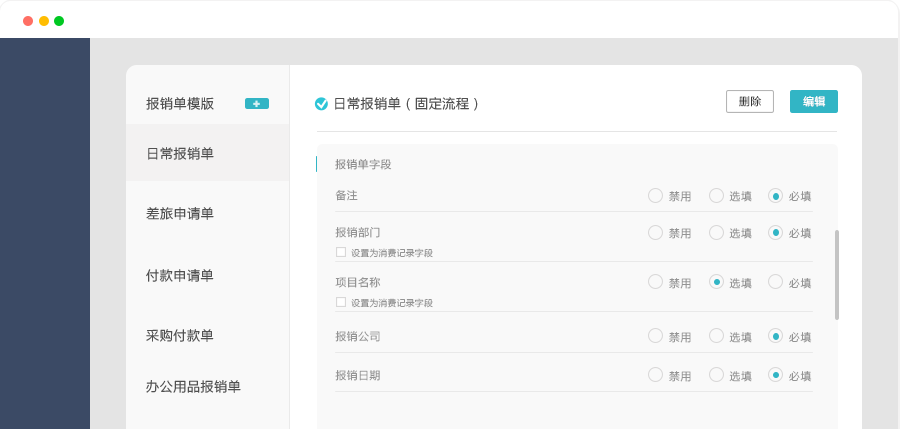 报销单模版
日常报销单
差旅申请单
付款申请单
采购付款单
办公用品报销单
日常报销单（固定流程）
删除
编辑
报销单字段
备注 禁用 选填 必填
报销部门 禁用 选填 必填
设置为消费记录字段
项目名称 禁用 选填 必填
设置为消费记录字段
报销公司 禁用 选填 必填
报销日期 禁用 选填 必填